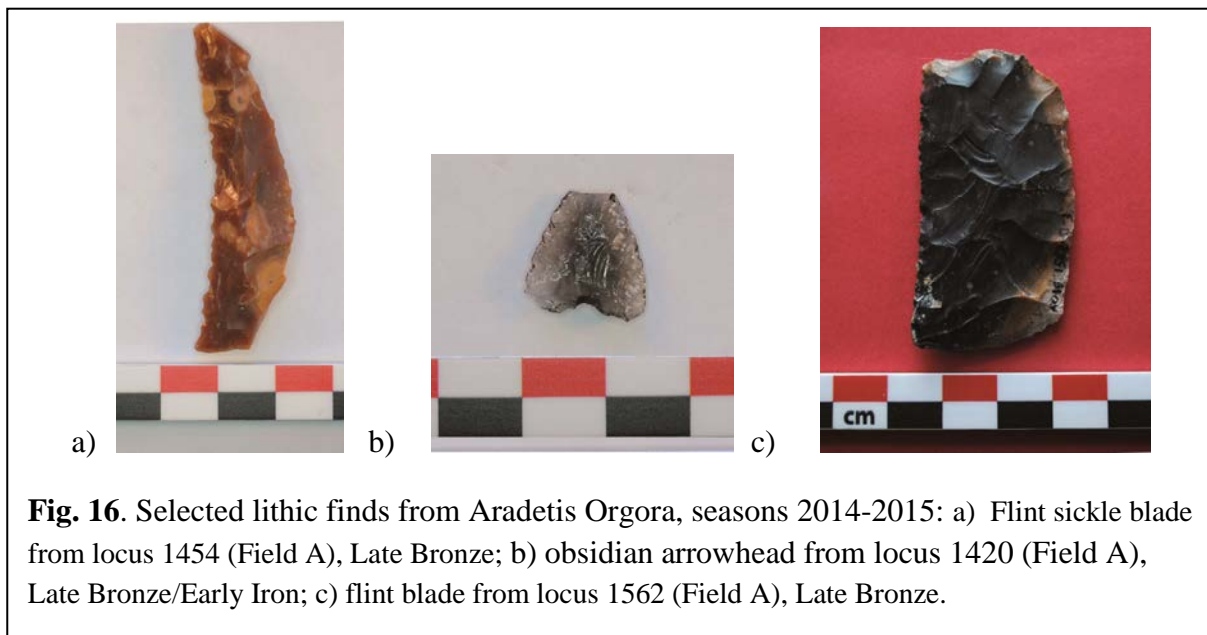 cm
a) b) c)
Fig. 16. Selected lithic finds from Aradetis Orgora, seasons 2014-2015: a) Flint sickle blade
from locus 1454 (Field A), Late Bronze; b) obsidian arrowhead from locus 1420 (Field A),
Late Bronze/Early Iron; c) flint blade from locus 1562 (Field A), Late Bronze.